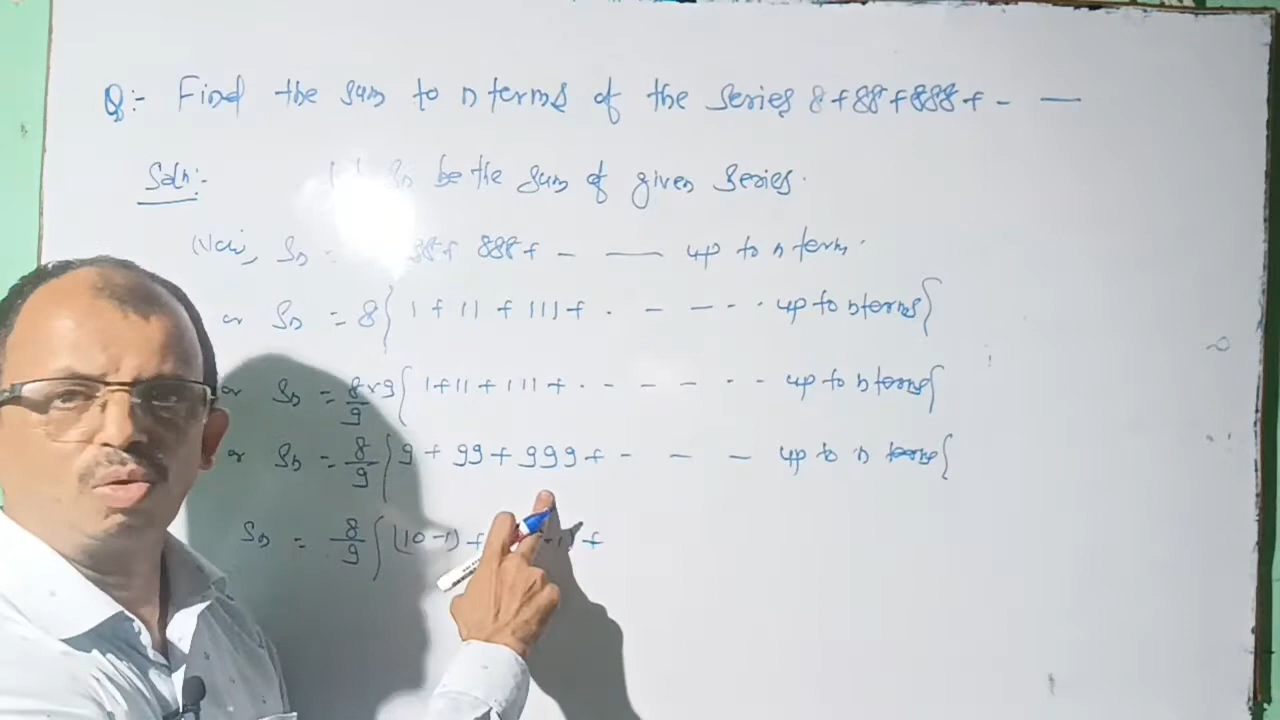 Q:- Find the sum to n terms of the series 8+88+888+- —
Soln:- Sn be the sum of given series.
Sn = 888+ - — up to n term.
or Sn = 8{ 1 + 11 + 111 + . - - - . up to n terms}
or Sn = 8/9 x 9{ 1+11 + 111 + .- - - - .. up to n terms}
or Sn = 8/9 {9 + 99 + 999 + - - - up to n terms}
Sn = 8/9 { (10-1) + +